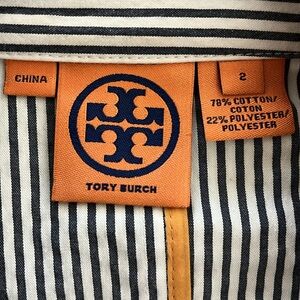 CHINA
TORY BURCH
2
78% COTTON/
COTON
22% POLYESTER/
POLYESTER